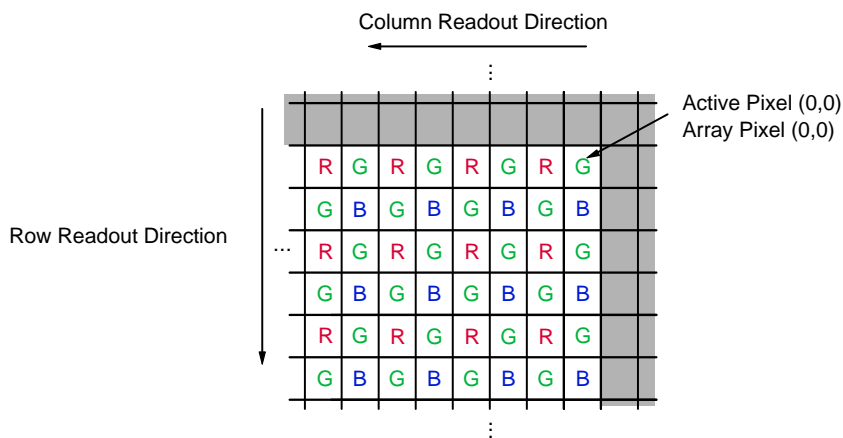 Column Readout Direction
...
Active Pixel (0,0)
Array Pixel (0,0)
R G R G R G R G
G B G B G B G B
Row Readout Direction
...
R G R G R G R G
G B G B G B G B
R G R G R G R G
G B G B G B G B
...